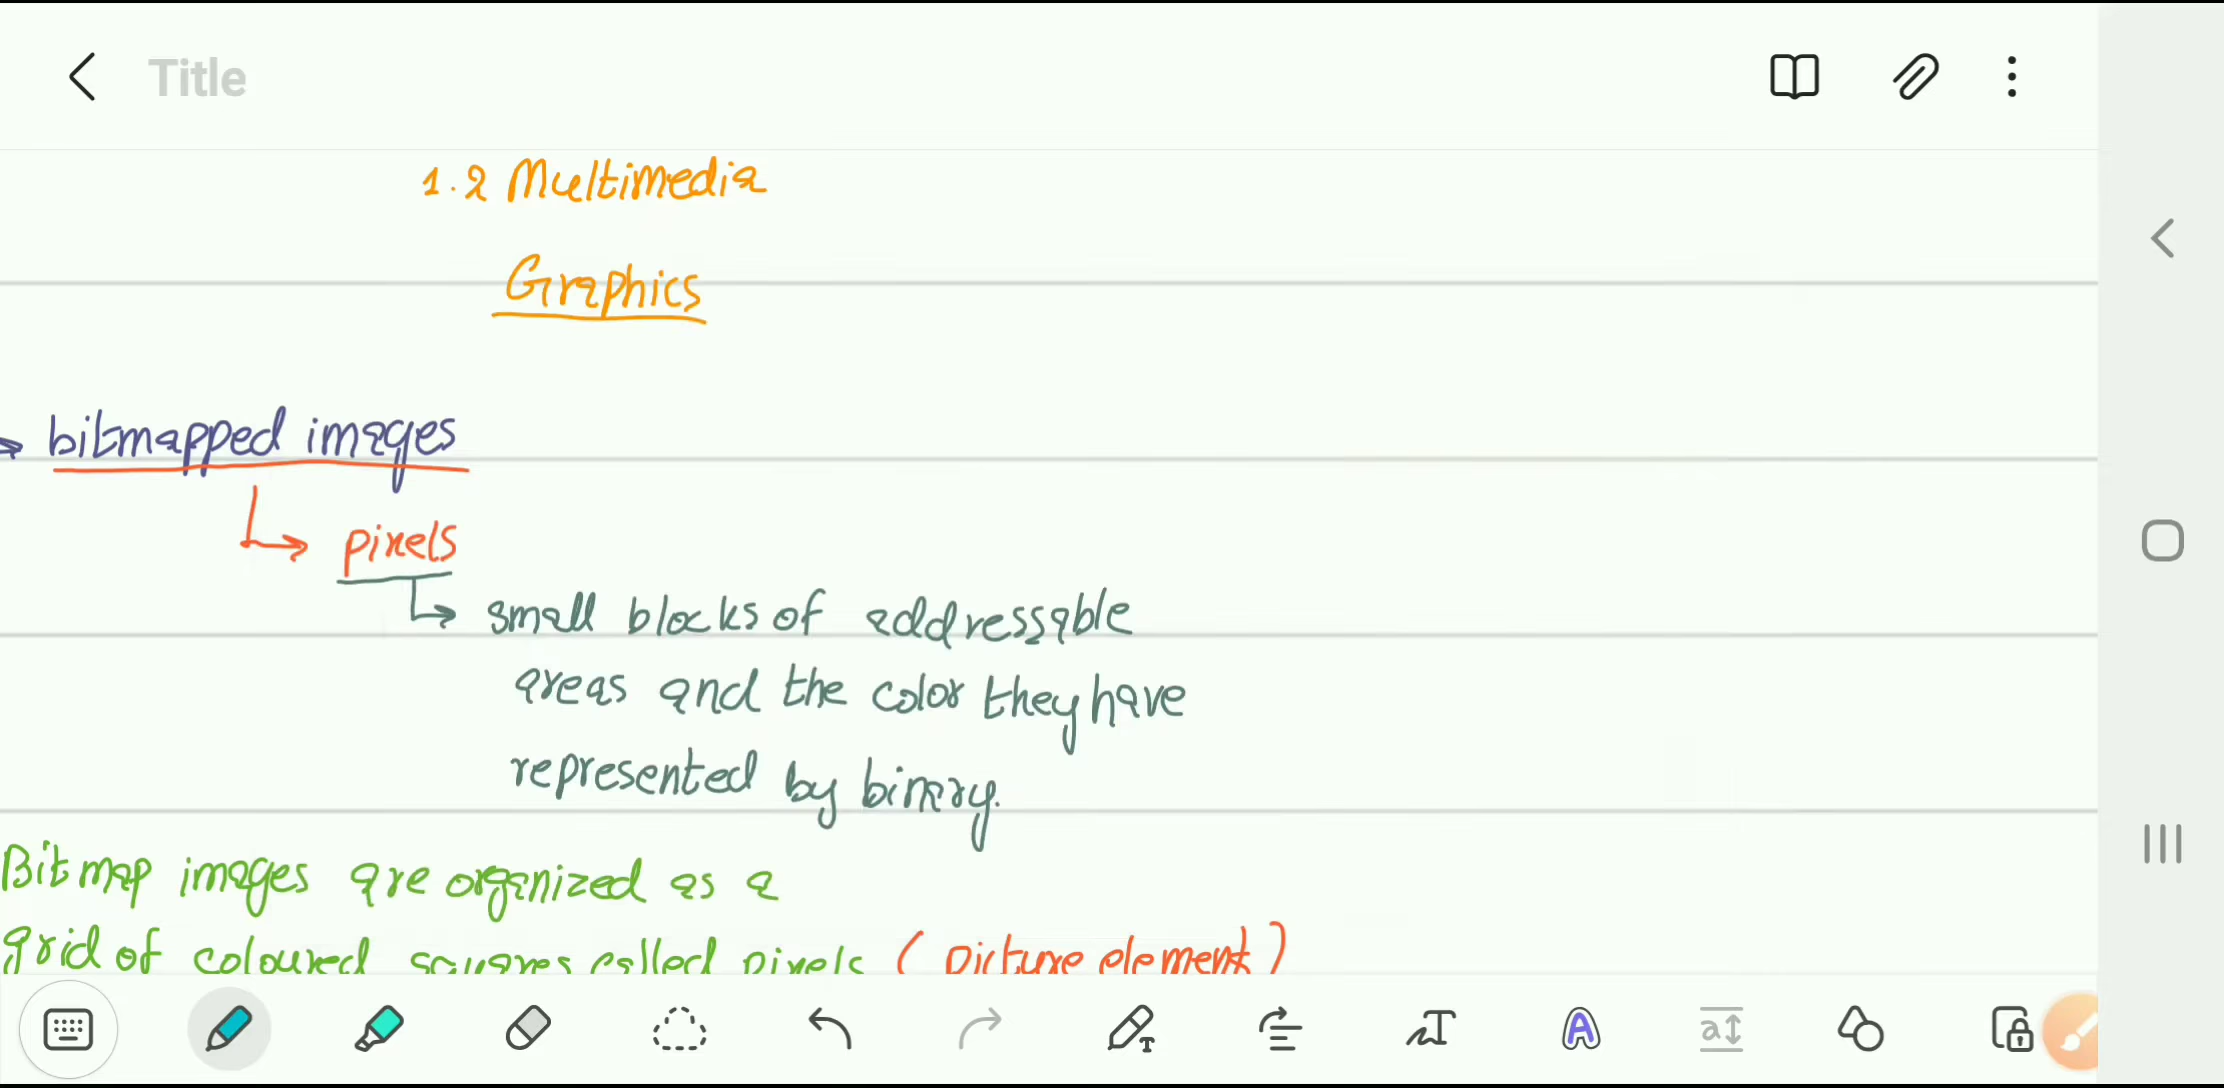 Title
1.2 Multimedia
Graphics
bitmapped images
pixels
small blocks of addressable
areas and the color they have
represented by binary.
Bitmap images are organized as a
grid of coloured squares called pixels (picture element)